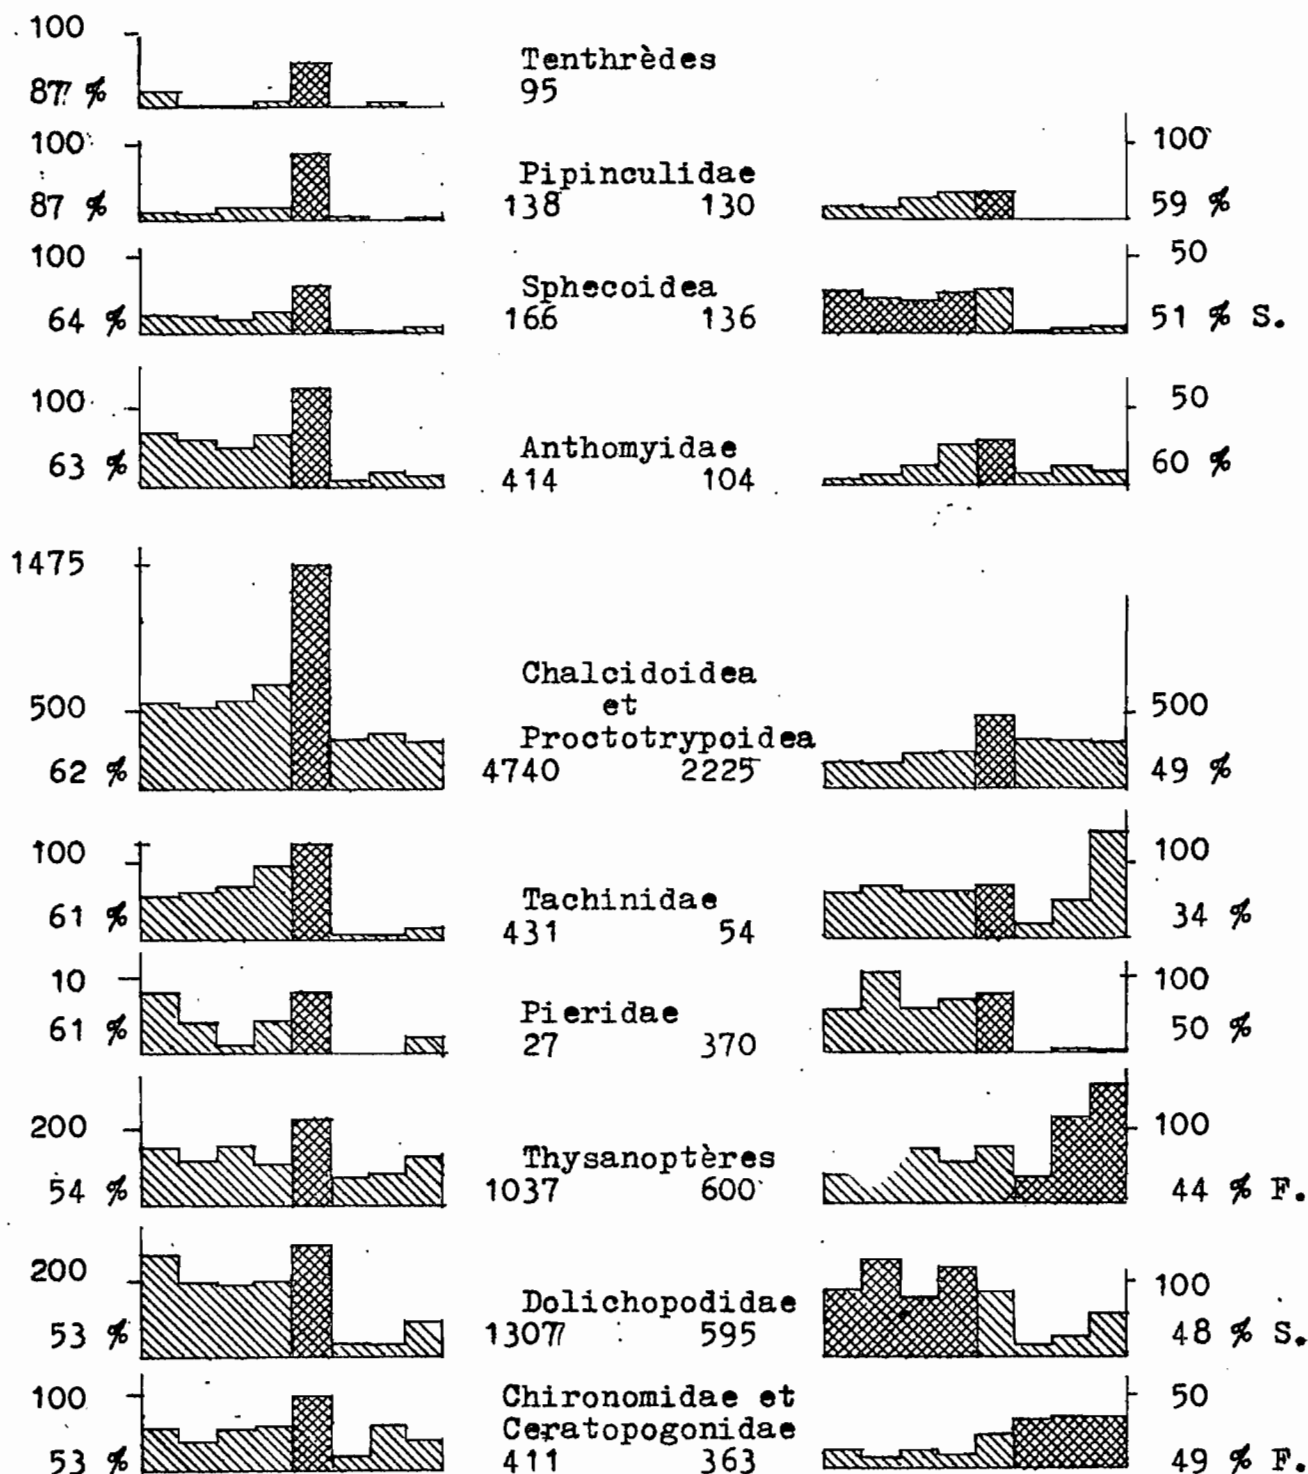 100
Tenthrèdes
87 % 95
100 Pipinculidae 100
87 % 138 130 59 %
100 Sphecoidea 50
64 % 166 136 51 % S.
100 50
Anthomyidae
63 % 414 104 60 %
1475
Chalcidoidea
500 et 500
Proctotrypoidea
62 % 4740 2225 49 %
100 100
Tachinidae
61 % 431 54 34 %
10 Pieridae 100
61 % 27 370 50 %
200 100
Thysanoptères
54 % 1037 600 44 % F.
200 100
Dolichopodidae
53 % 1307 595 48 % S.
100 Chironomidae et 50
Ceratopogonidae
53 % 411 363 49 % F.